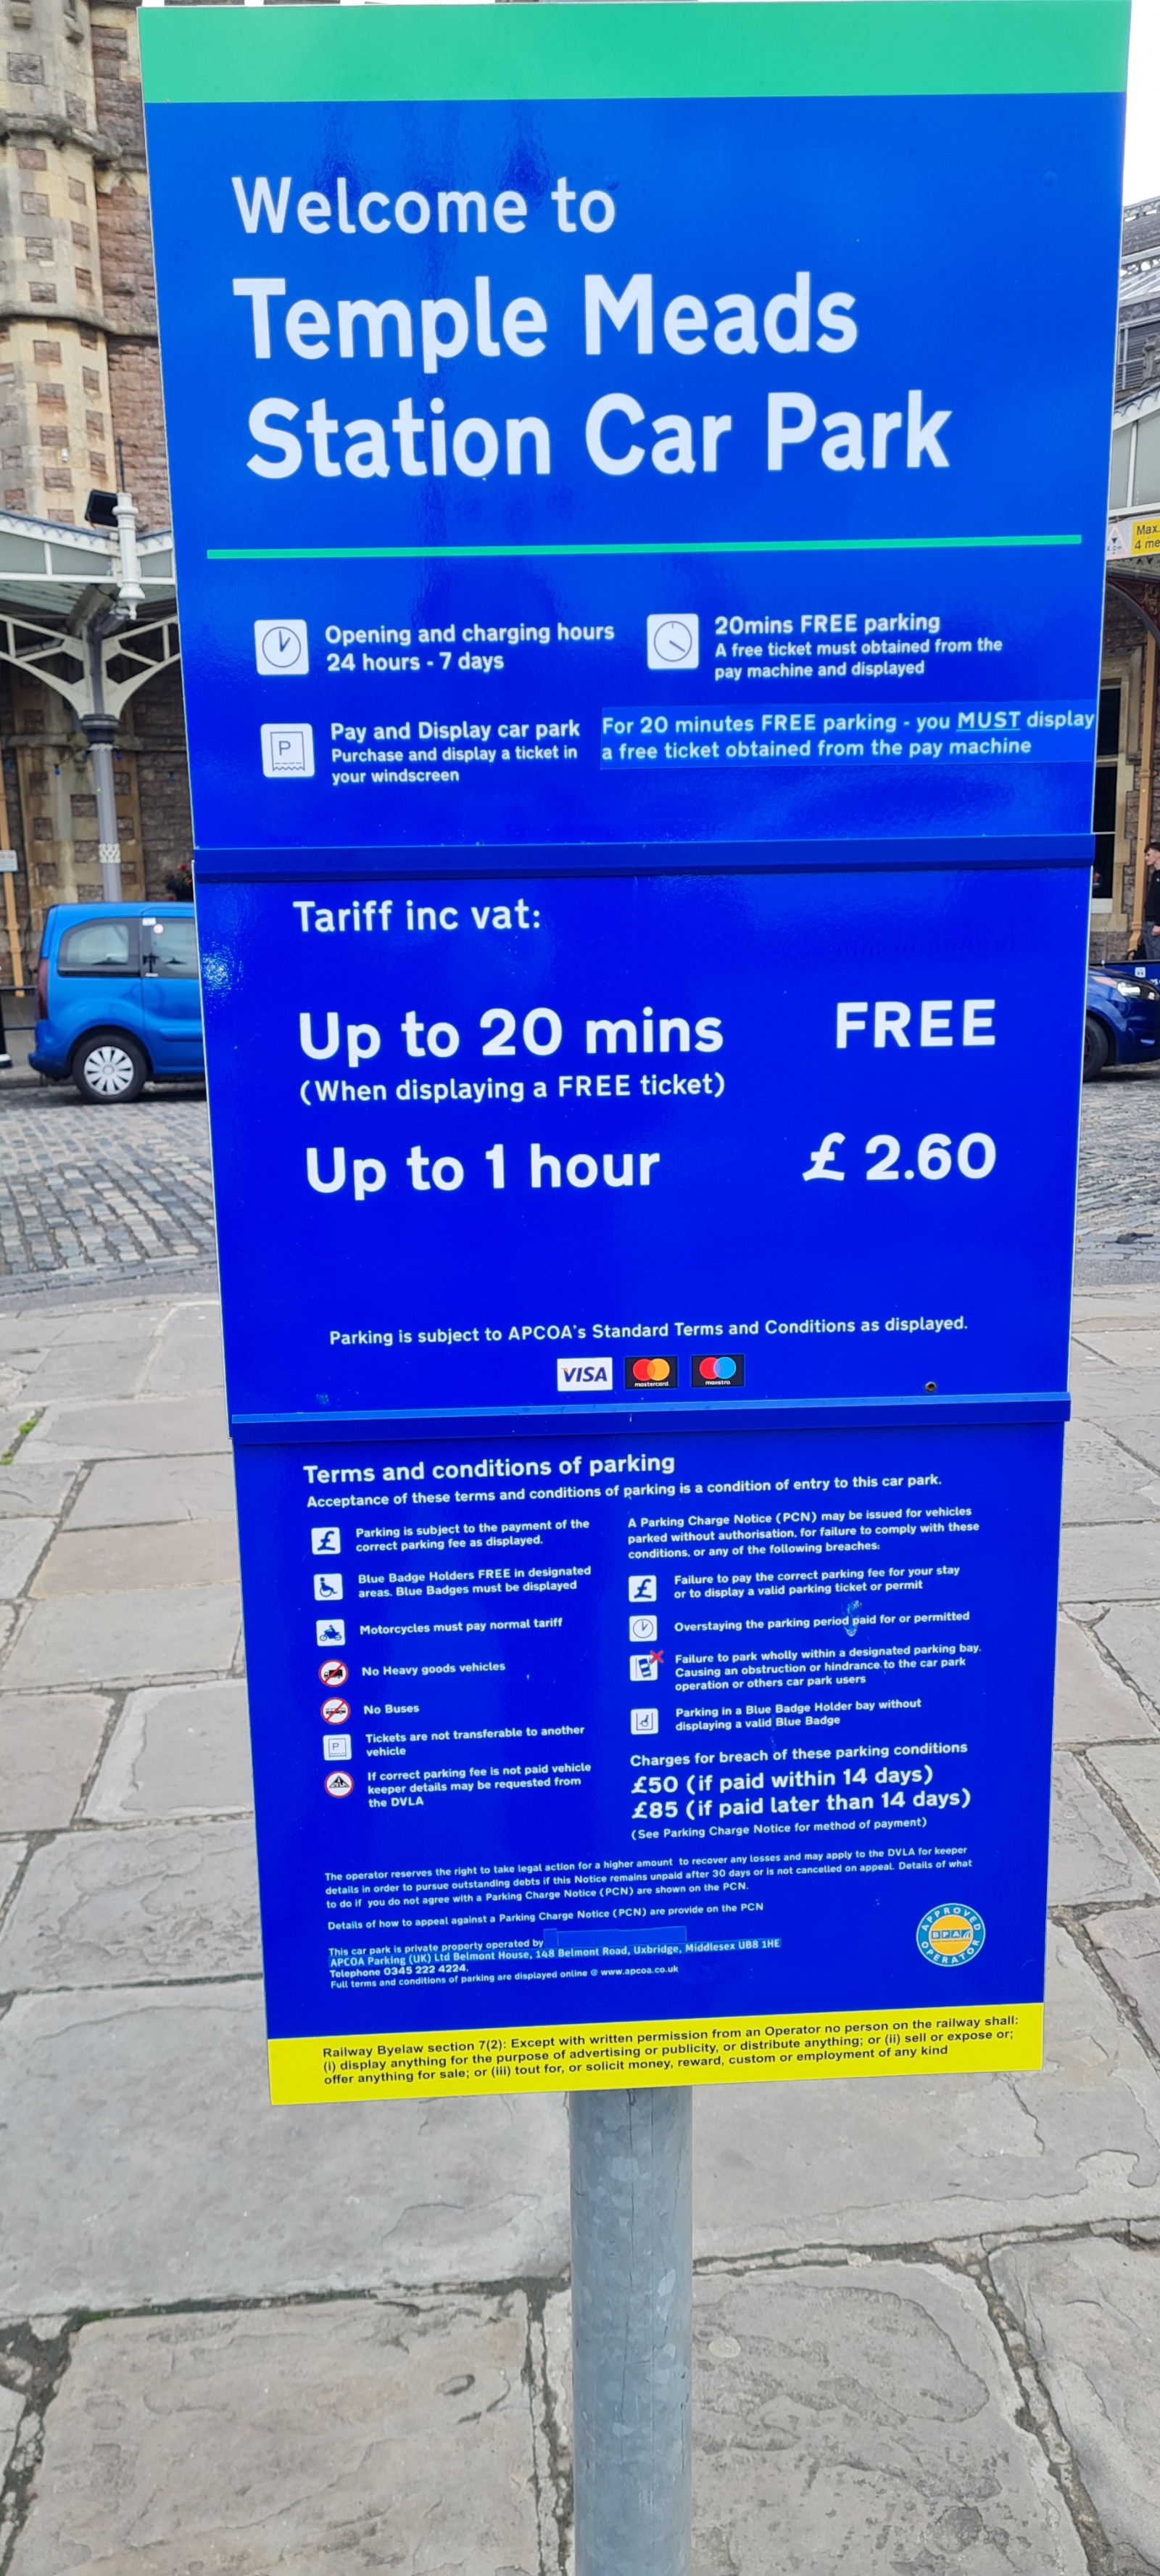 Welcome to
Temple Meads
Station Car Park
Opening and charging hours
24 hours - 7 days
20mins FREE parking
A free ticket must obtained from the
pay machine and displayed
Pay and Display car park
Purchase and display a ticket in
your windscreen
For 20 minutes FREE parking - you MUST display
a free ticket obtained from the pay machine
Tariff inc vat:
Up to 20 mins FREE
(When displaying a FREE ticket)
Up to 1 hour £ 2.60
Parking is subject to APCOA's Standard Terms and Conditions as displayed.
VISA mastercard maestro
Terms and conditions of parking
Acceptance of these terms and conditions of parking is a condition of entry to this car park.
Parking is subject to the payment of the
correct parking fee as displayed.
Blue Badge Holders FREE in designated
areas. Blue Badges must be displayed
Motorcycles must pay normal tariff
No Heavy goods vehicles
No Buses
Tickets are not transferable to another
vehicle
If correct parking fee is not paid vehicle
keeper details may be requested from
the DVLA
A Parking Charge Notice (PCN) may be issued for vehicles
parked without authorisation, for failure to comply with these
conditions, or any of the following breaches:
Failure to pay the correct parking fee for your stay
or to display a valid parking ticket or permit
Overstaying the parking period paid for or permitted
Failure to park wholly within a designated parking bay.
Causing an obstruction or hindrance to the car park
operation or others car park users
Parking in a Blue Badge Holder bay without
displaying a valid Blue Badge
Charges for breach of these parking conditions
£50 (if paid within 14 days)
£85 (if paid later than 14 days)
(See Parking Charge Notice for method of payment)
The operator reserves the right to take legal action for a higher amount to recover any losses and may apply to the DVLA for keeper
details in order to pursue outstanding debts if this Notice remains unpaid after 30 days or is not cancelled on appeal. Details of what
to do if you do not agree with a Parking Charge Notice (PCN) are shown on the PCN.
Details of how to appeal against a Parking Charge Notice (PCN) are provide on the PCN
This car park is private property operated by
APCOA Parking (UK) Ltd Belmont House, 148 Belmont Road, Uxbridge, Middlesex UB8 1HE
Telephone 0345 222 4224.
Full terms and conditions of parking are displayed online @ www.apcoa.co.uk
APPROVED
BPA
OPERATOR
Railway Byelaw section 7(2): Except with written permission from an Operator no person on the railway shall:
(i) display anything for the purpose of advertising or publicity, or distribute anything; or (ii) sell or expose or;
offer anything for sale; or (iii) tout for, or solicit money, reward, custom or employment of any kind
P
P
Max.
4 me